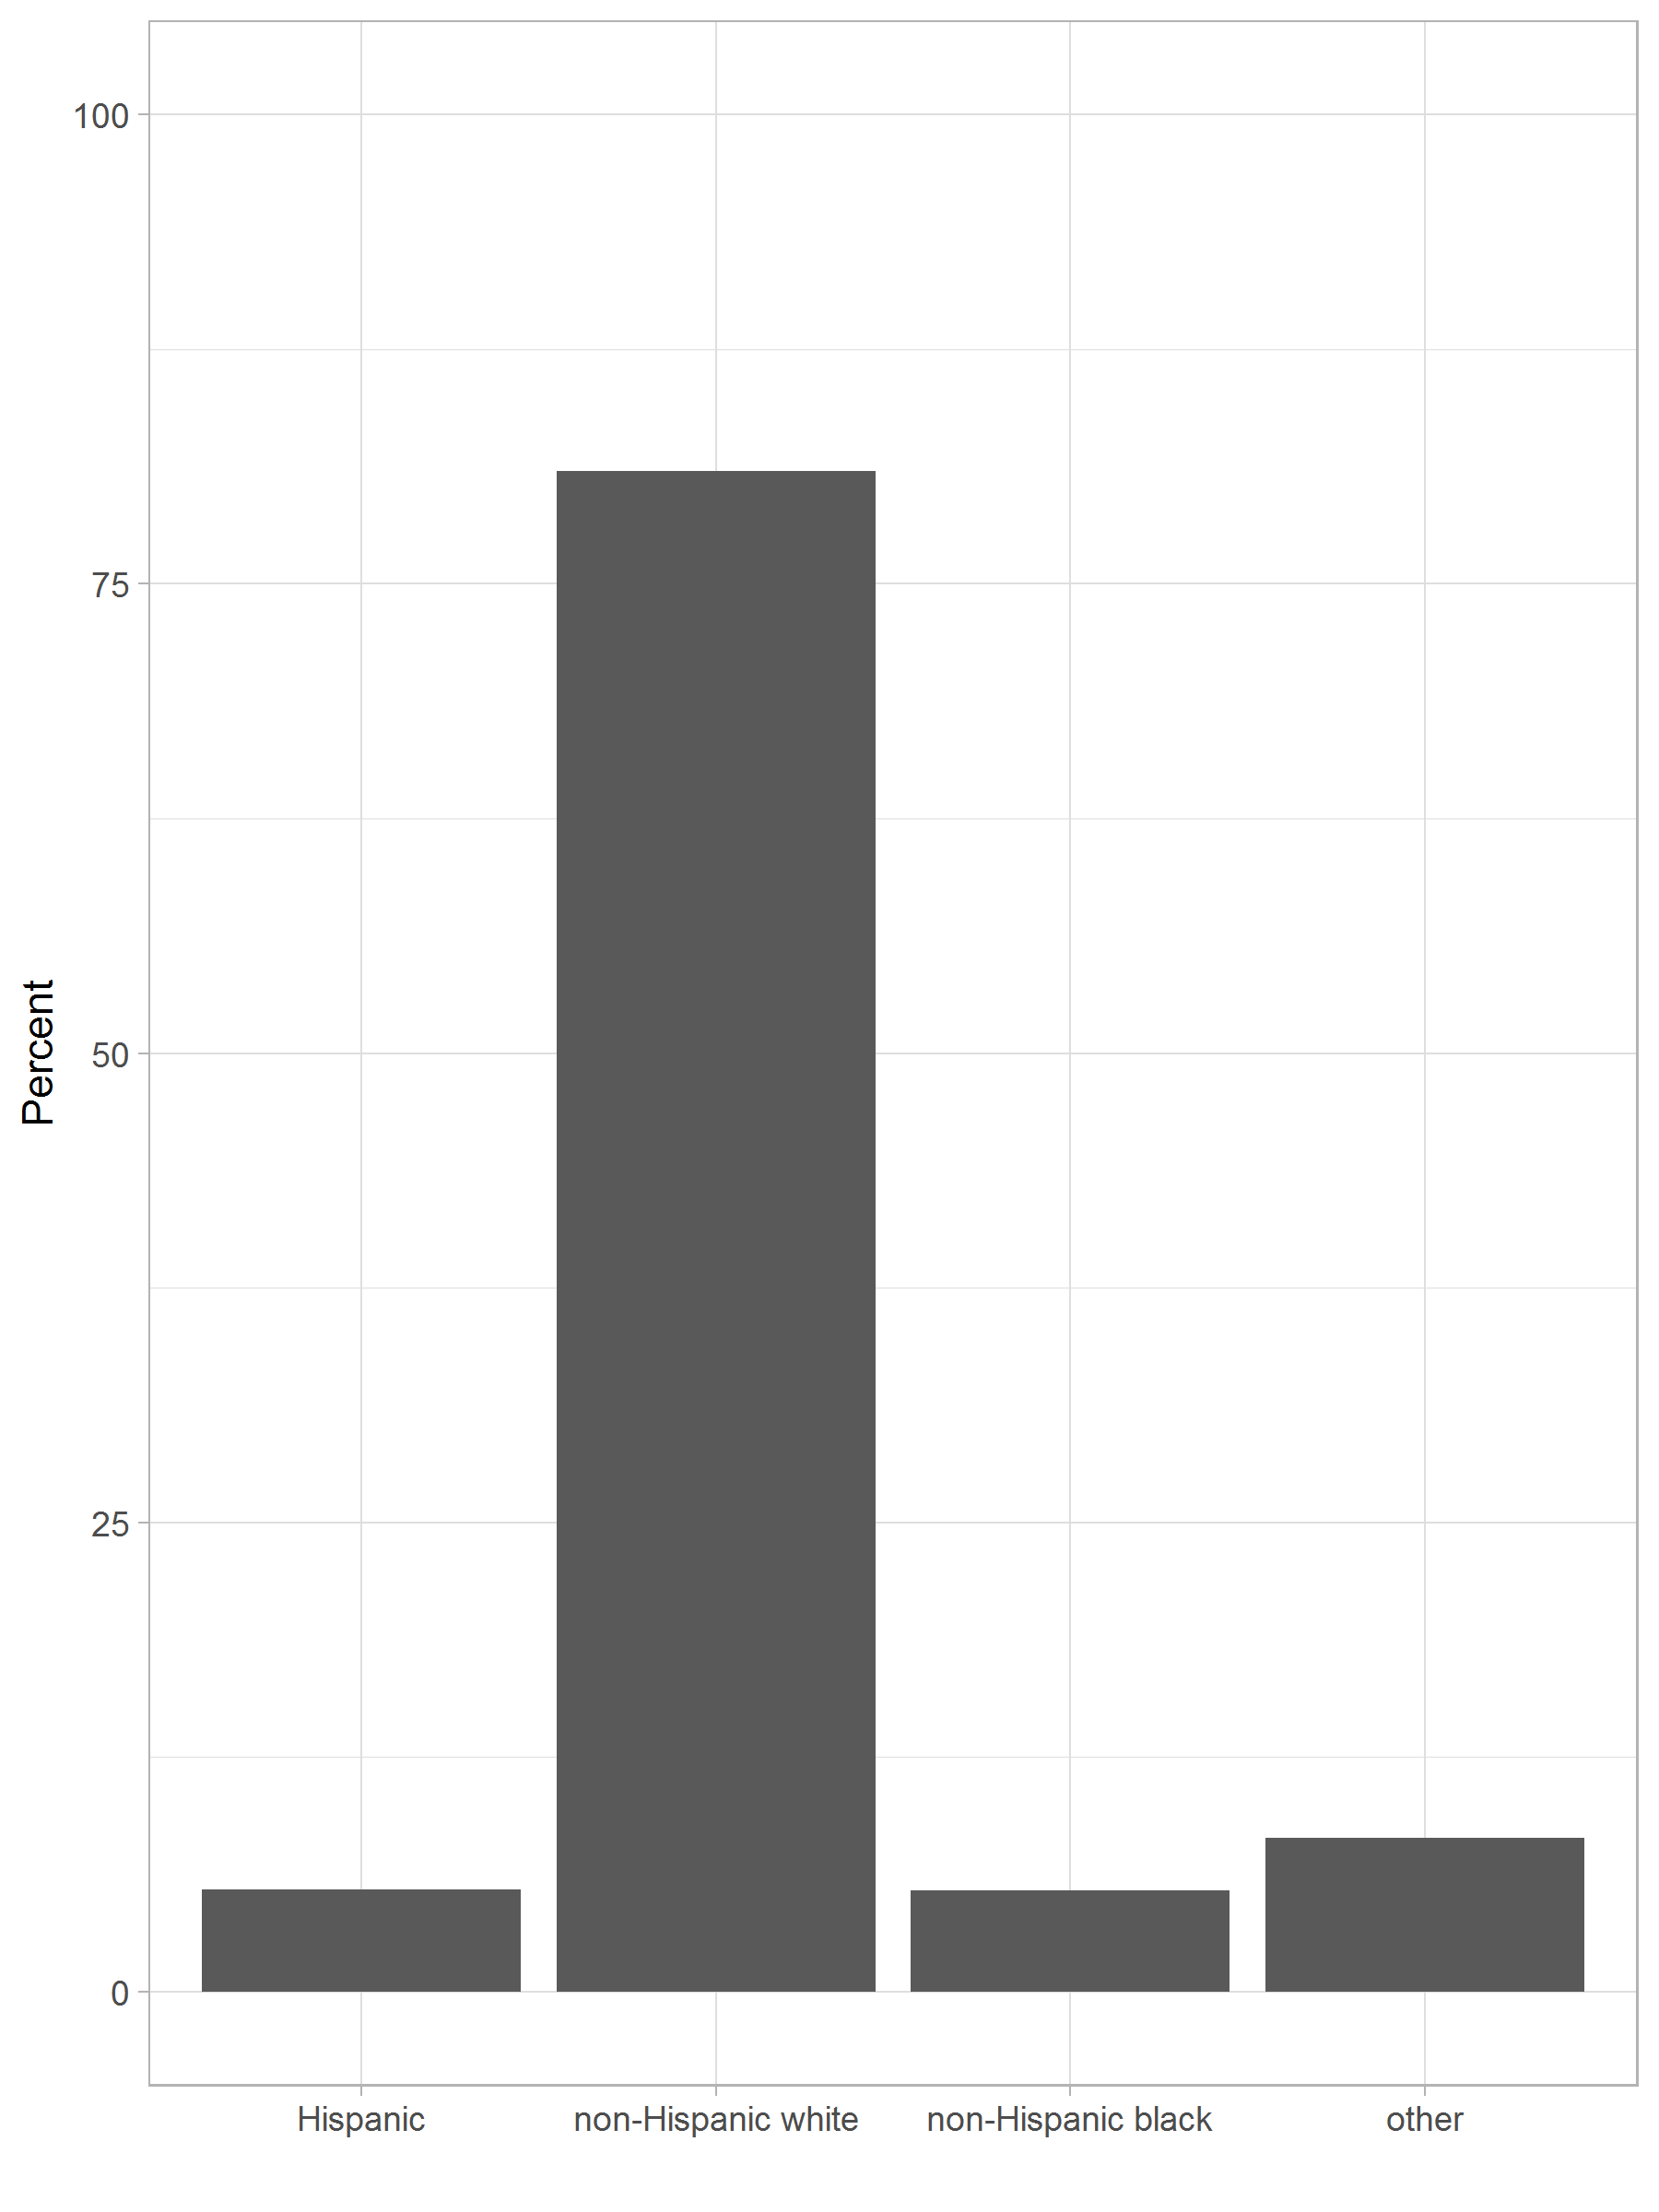 Percent
100
75
50
25
0
Hispanic
non-Hispanic white
non-Hispanic black
other